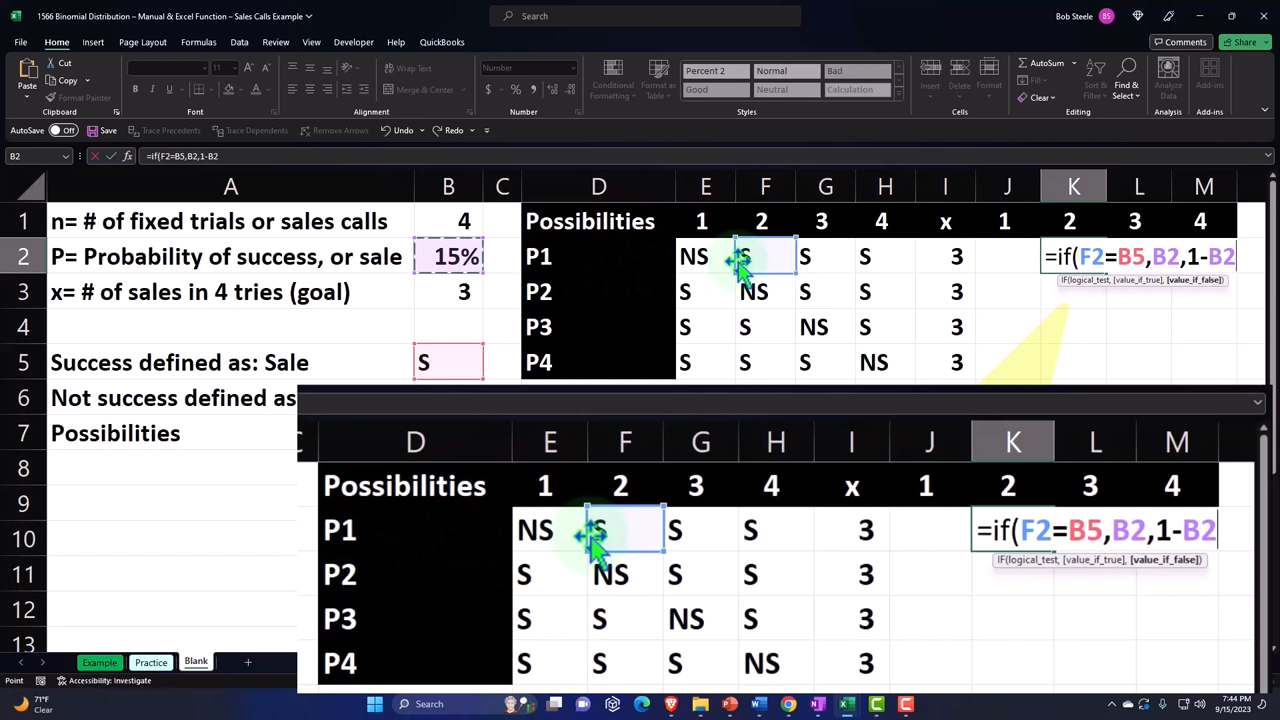 1566 Binomial Distribution – Manual & Excel Function – Sales Calls Example
Search
Bob Steele
BS
File Home Insert Page Layout Formulas Data Review View Developer Automate Help QuickBooks
Comments
Share
Paste
Cut
Copy
Format Painter
Clipboard
11
Font
Wrap Text
Merge & Center
Alignment
Number
Number
Conditional Formatting
Format as Table
Percent 2 Normal Bad
Good Neutral Calculation
Styles
Insert Delete Format
Cells
AutoSum
Fill
Clear
Sort & Filter
Find & Select
Editing
Analyze Data
Analysis
Add-ins
Add-ins
AutoSave Off Save Trace Precedents Trace Dependents Remove Arrows Undo Redo
B2 =if(F2=B5,B2,1-B2
A B C D E F G H I J K L M
1 n= # of fixed trials or sales calls 4 Possibilities 1 2 3 4 x 1 2 3 4
2 P= Probability of success, or sale 15% P1 NS S S S 3 =if(F2=B5,B2,1-B2
IF(logical_test, [value_if_true], [value_if_false])
3 x= # of sales in 4 tries (goal) 3 P2 S NS S S 3
4 P3 S S NS S 3
5 Success defined as: Sale S P4 S S S NS 3
6 Not success defined as
7 Possibilities
8
9
10
11
12
13
C D E F G H I J K L M
Possibilities 1 2 3 4 x 1 2 3 4
P1 NS S S S 3 =if(F2=B5,B2,1-B2
IF(logical_test, [value_if_true], [value_if_false])
P2 S NS S S 3
P3 S S NS S 3
P4 S S S NS 3
Example Practice Blank
Point Accessibility: Investigate
71°F
Clear
Search
7:44 PM
9/15/2023